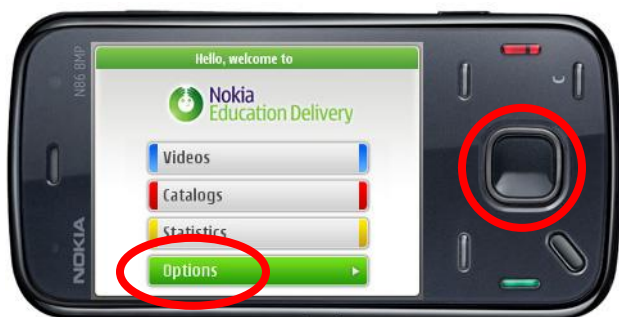 N86 8MP
NOKIA
Hello, welcome to
Nokia
Education Delivery
Videos
Catalogs
Statistics
Options